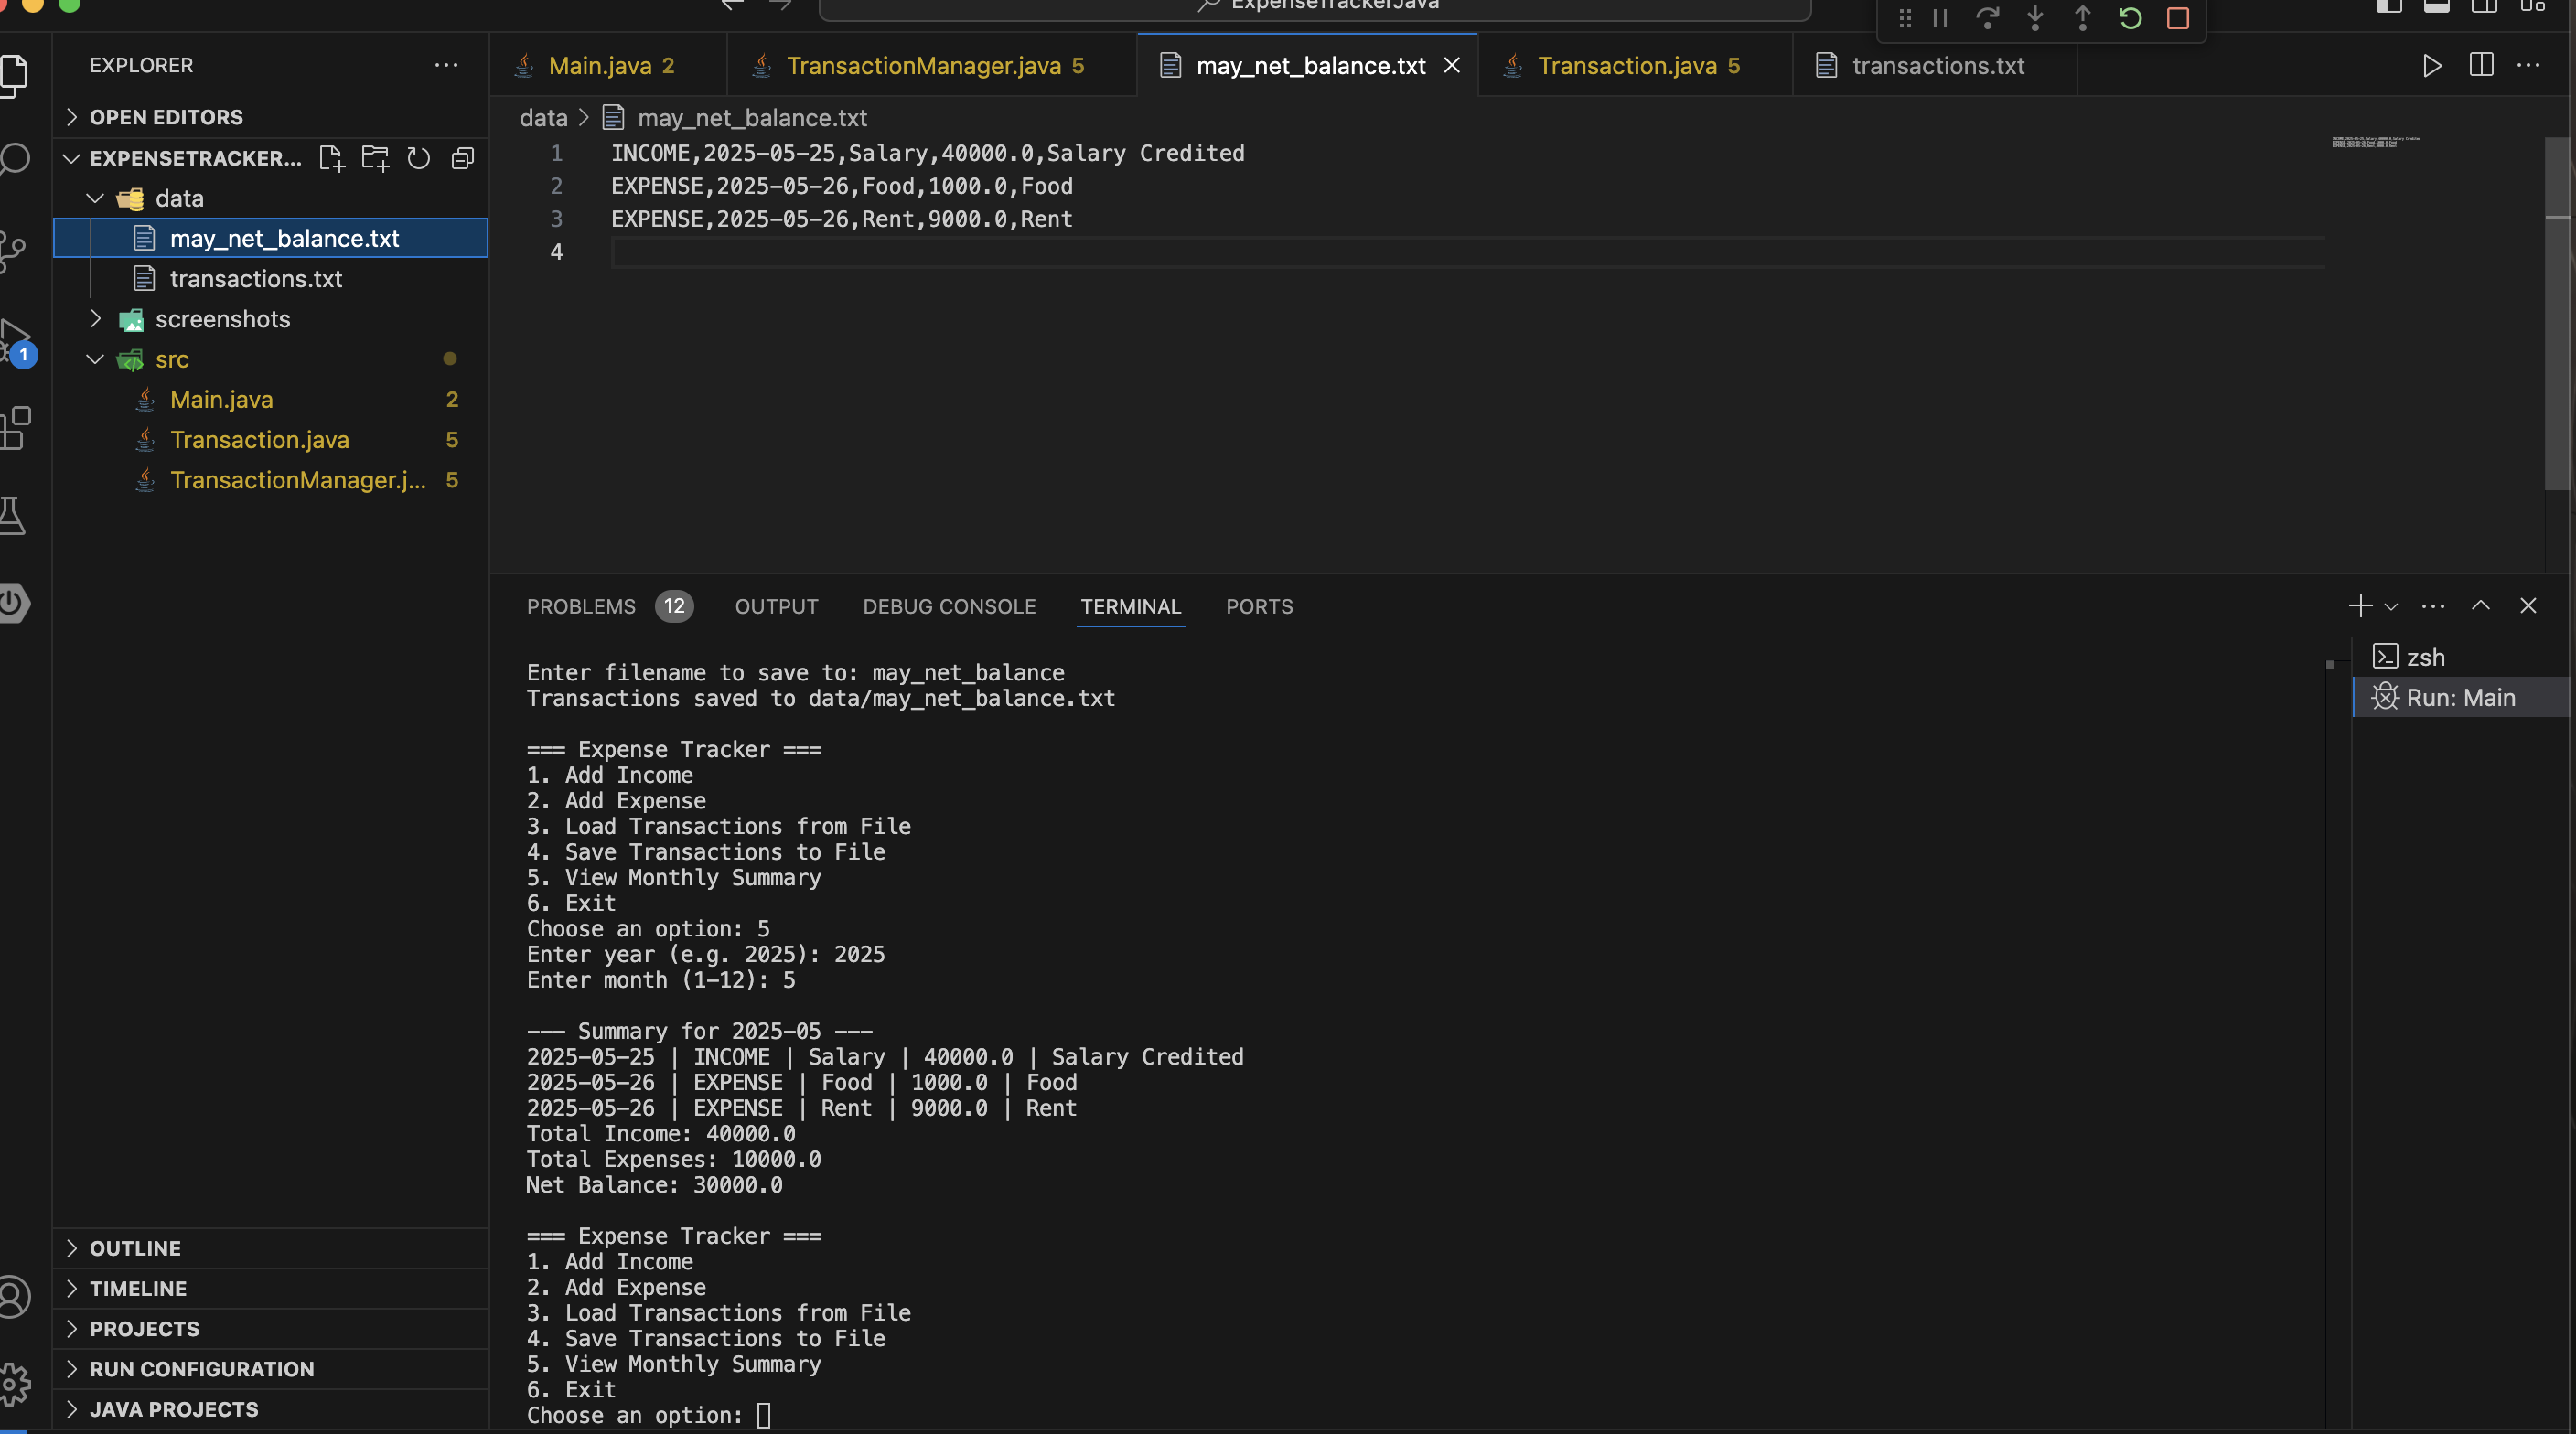 ExpenseTrackerJava
EXPLORER
OPEN EDITORS
EXPENSETRACKER...
data
may_net_balance.txt
transactions.txt
screenshots
src
Main.java 2
Transaction.java 5
TransactionManager.j... 5
1
OUTLINE
TIMELINE
PROJECTS
RUN CONFIGURATION
JAVA PROJECTS
Main.java 2
TransactionManager.java 5
may_net_balance.txt
Transaction.java 5
transactions.txt
data > may_net_balance.txt
1 INCOME,2025-05-25,Salary,40000.0,Salary Credited
2 EXPENSE,2025-05-26,Food,1000.0,Food
3 EXPENSE,2025-05-26,Rent,9000.0,Rent
4
PROBLEMS 12 OUTPUT DEBUG CONSOLE TERMINAL PORTS
Enter filename to save to: may_net_balance
Transactions saved to data/may_net_balance.txt
=== Expense Tracker ===
1. Add Income
2. Add Expense
3. Load Transactions from File
4. Save Transactions to File
5. View Monthly Summary
6. Exit
Choose an option: 5
Enter year (e.g. 2025): 2025
Enter month (1-12): 5
--- Summary for 2025-05 ---
2025-05-25 | INCOME | Salary | 40000.0 | Salary Credited
2025-05-26 | EXPENSE | Food | 1000.0 | Food
2025-05-26 | EXPENSE | Rent | 9000.0 | Rent
Total Income: 40000.0
Total Expenses: 10000.0
Net Balance: 30000.0
=== Expense Tracker ===
1. Add Income
2. Add Expense
3. Load Transactions from File
4. Save Transactions to File
5. View Monthly Summary
6. Exit
Choose an option:
zsh
Run: Main